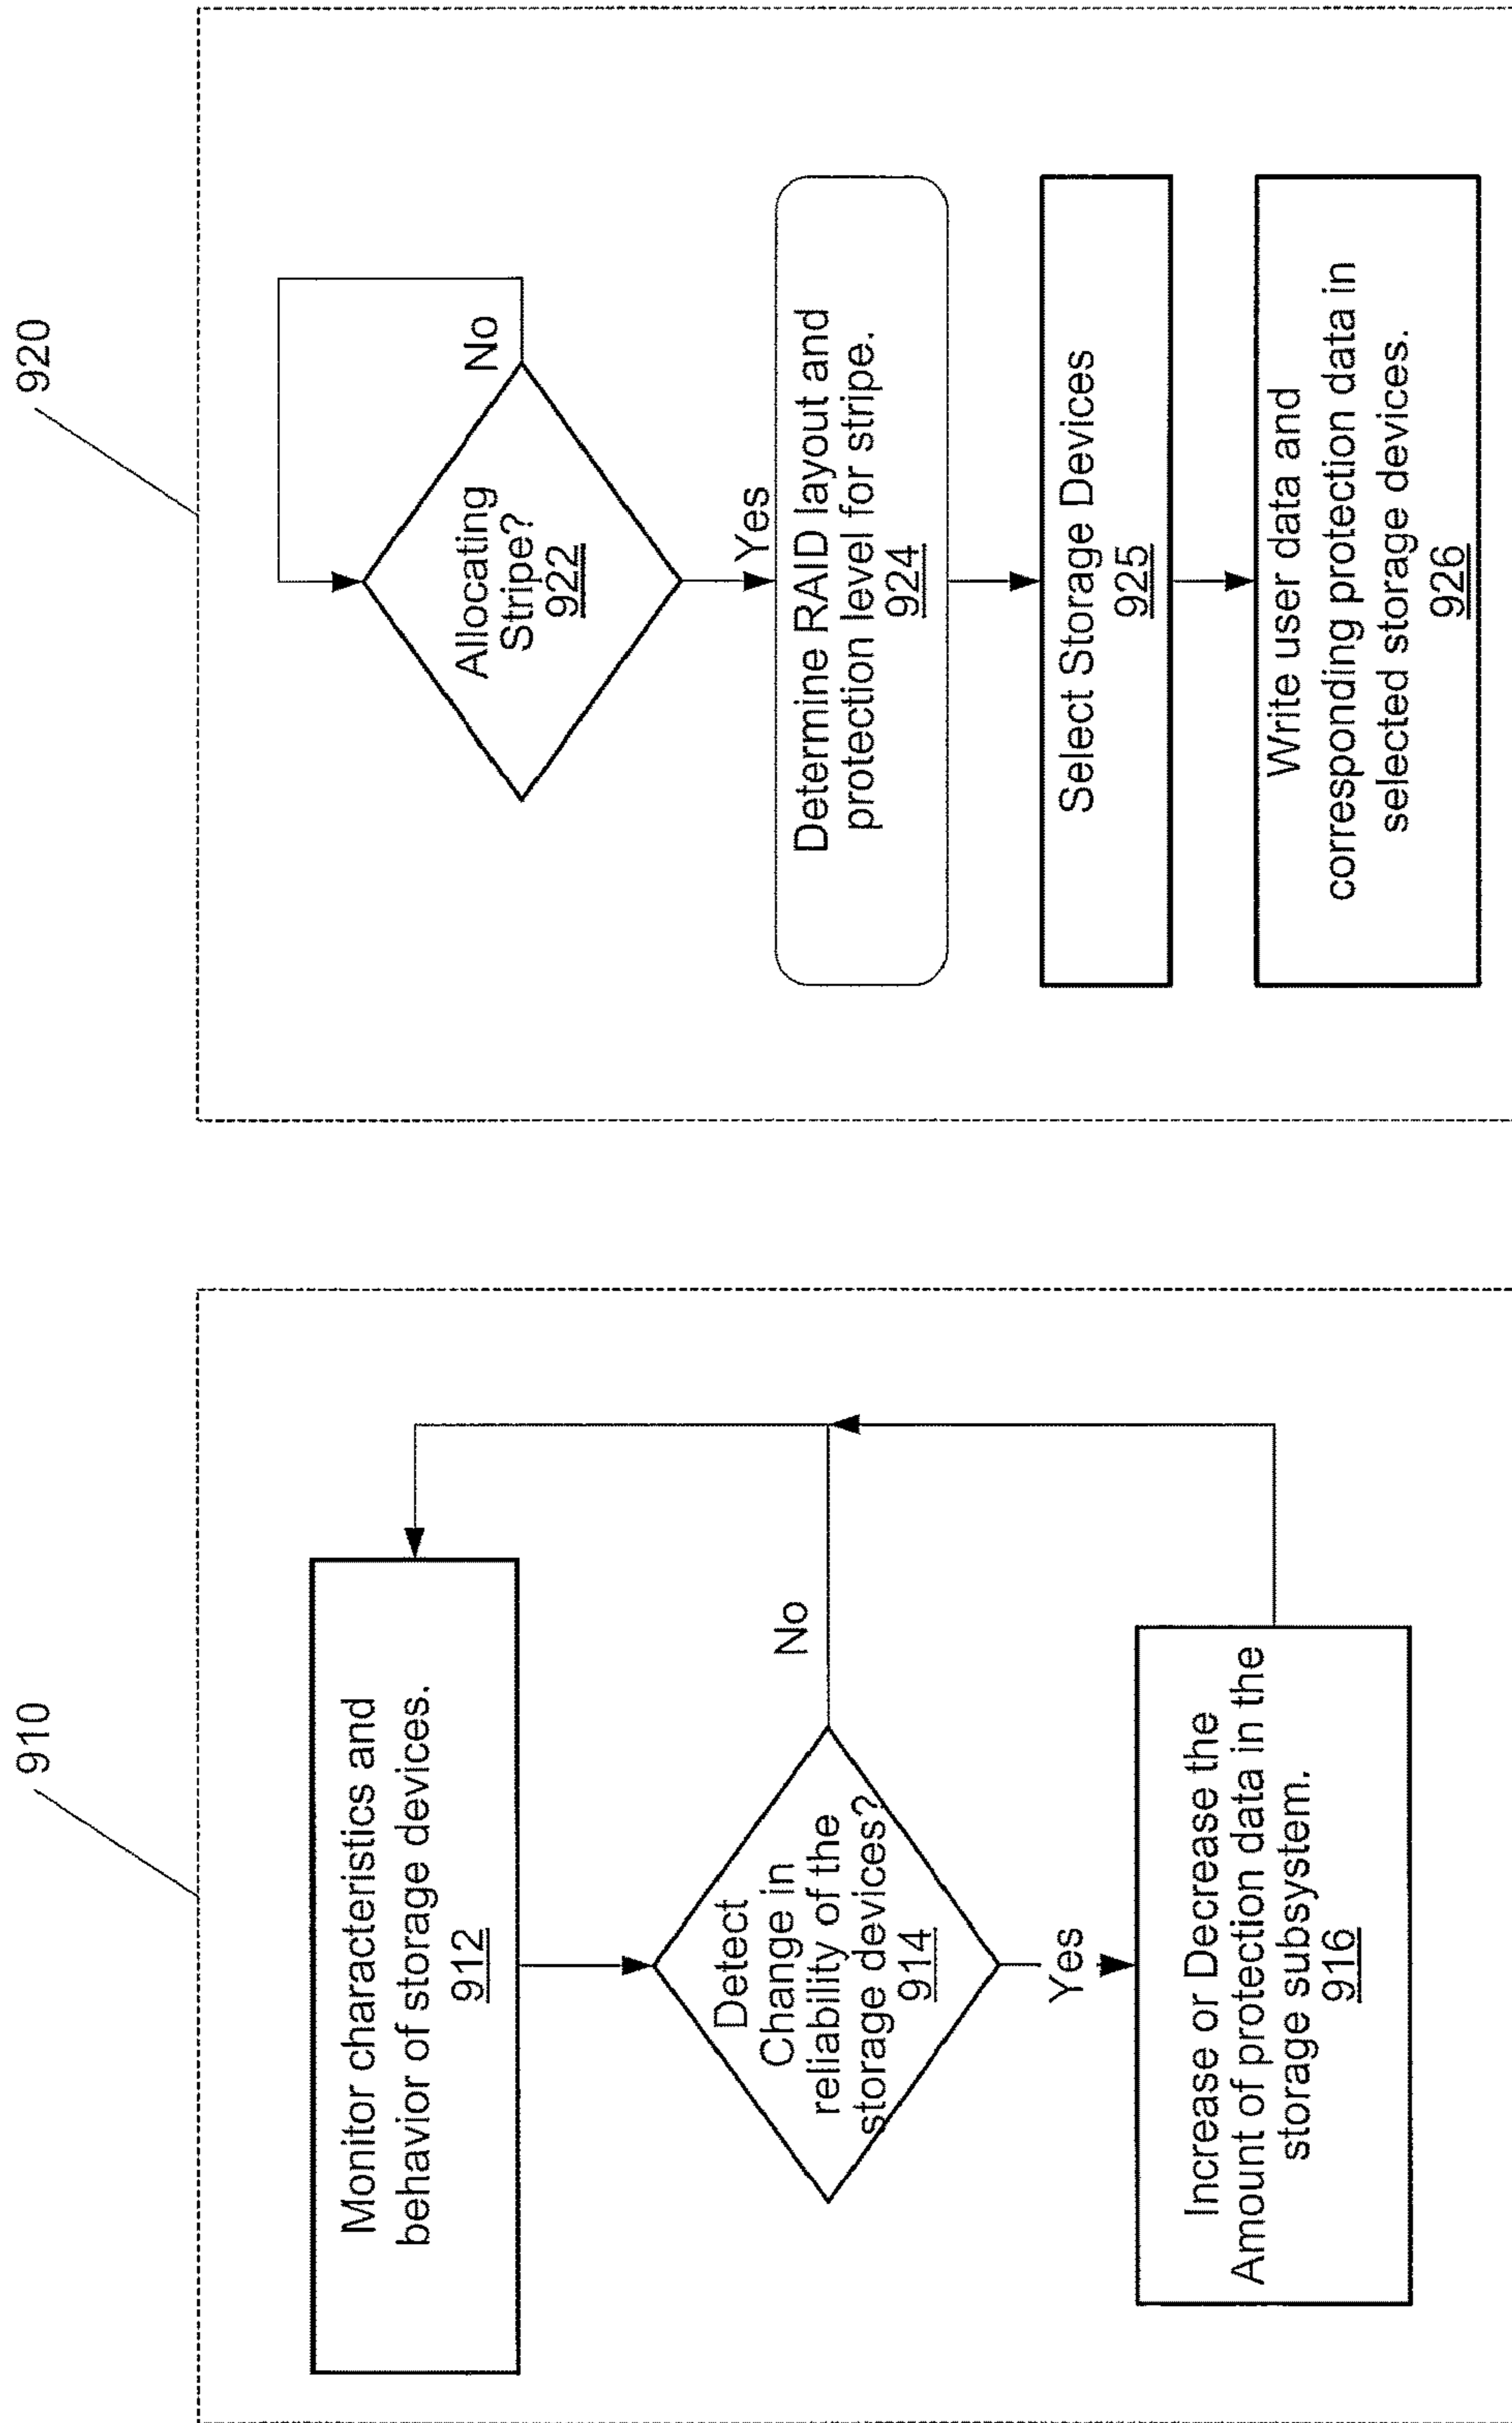 910
Monitor characteristics and
behavior of storage devices.
912
Detect
Change in
reliability of the
storage devices?
914
No
Yes
Increase or Decrease the
Amount of protection data in the
storage subsystem.
916
920
Allocating
Stripe?
922
No
Yes
Determine RAID layout and
protection level for stripe.
924
Select Storage Devices
925
Write user data and
corresponding protection data in
selected storage devices.
926